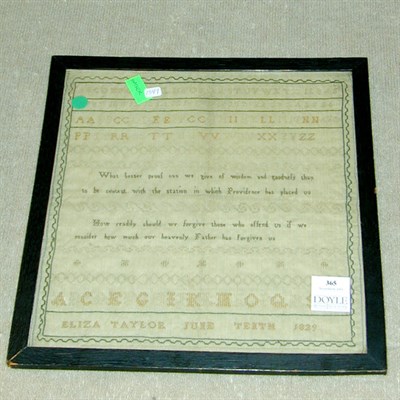 AA CC EE GG II LL NN
PP RR TT VV XX ZZ
What better proof can we give of wisdom and goodness than
to be content with the station in which Providence has placed us
How readily should we forgive those who offend us if we
consider how much our heavenly Father has forgiven us
A C E G I K M O Q S
ELIZA TAYLOR JUNE TENTH
365
DOYLE